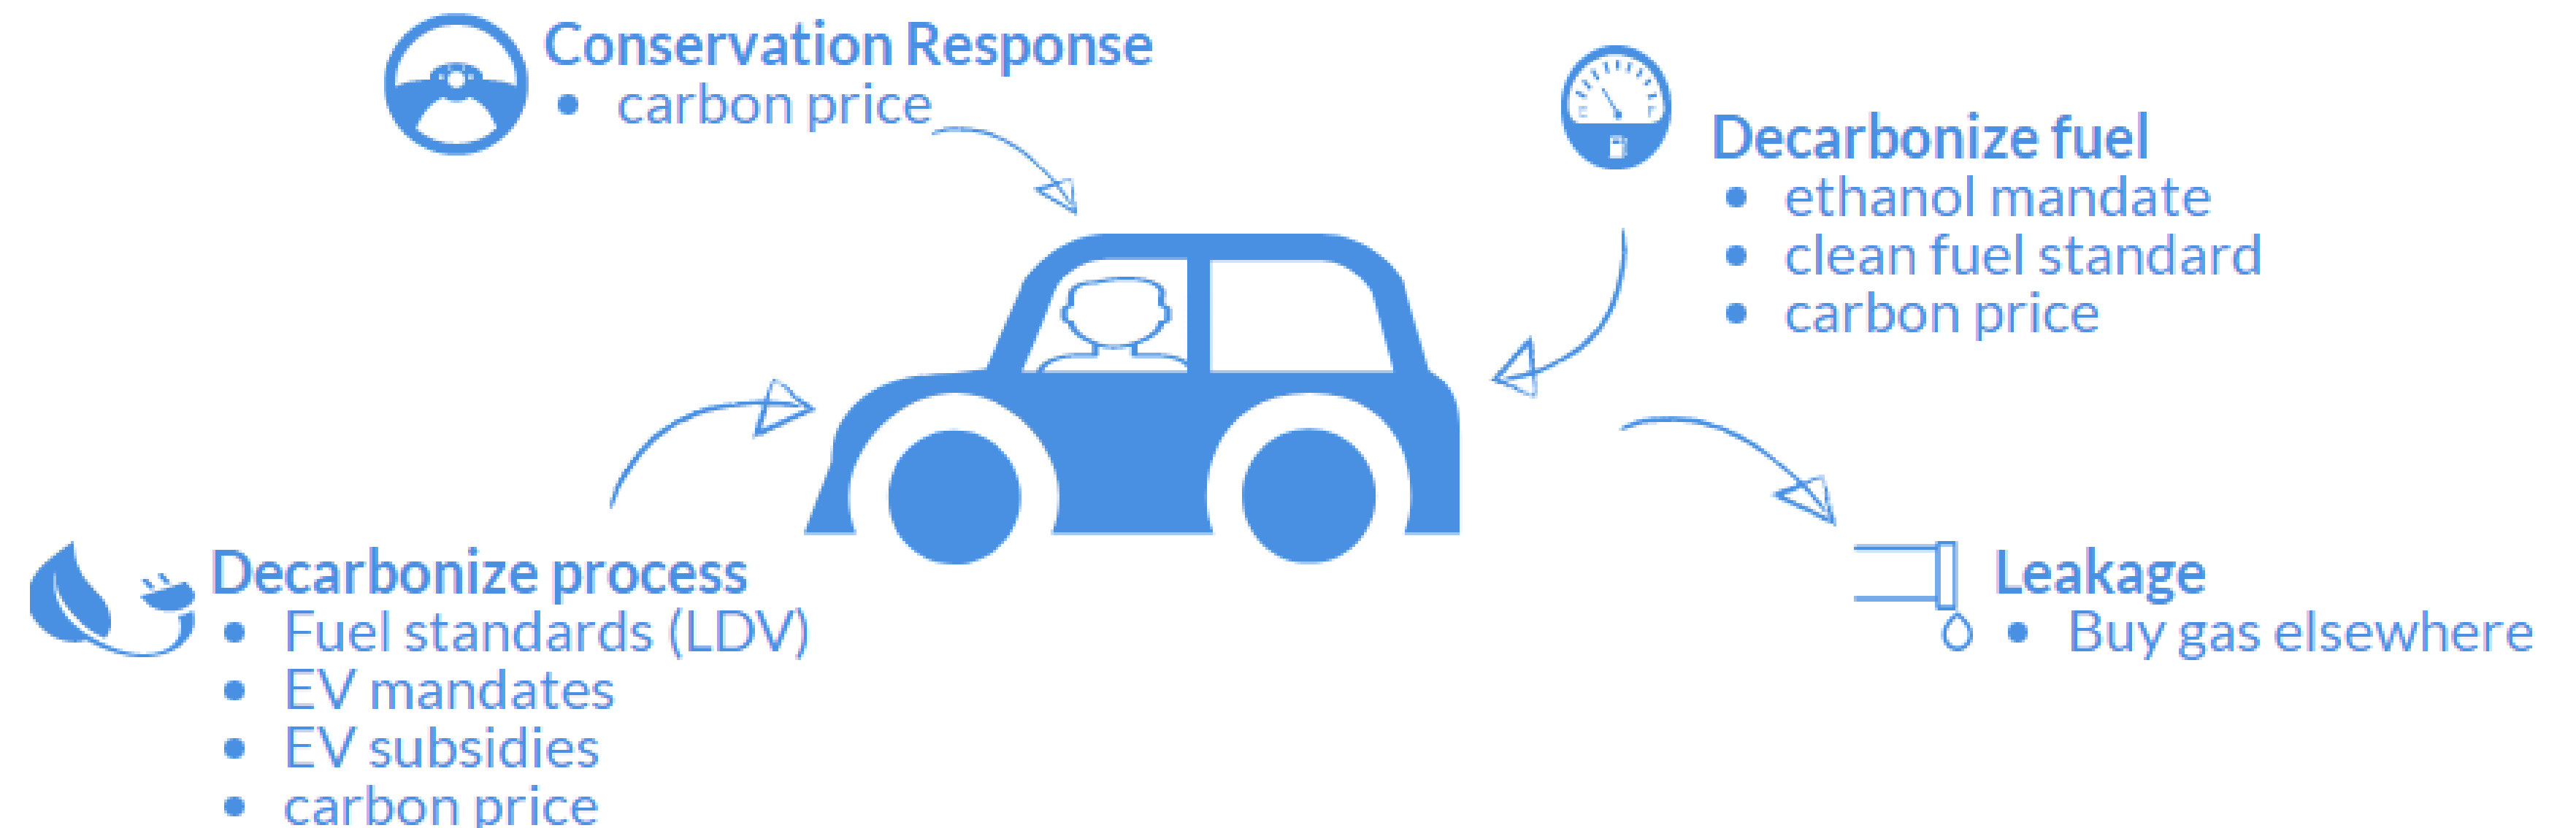 Conservation Response
• carbon price
Decarbonize fuel
• ethanol mandate
• clean fuel standard
• carbon price
Decarbonize process
• Fuel standards (LDV)
• EV mandates
• EV subsidies
• carbon price
Leakage
• Buy gas elsewhere